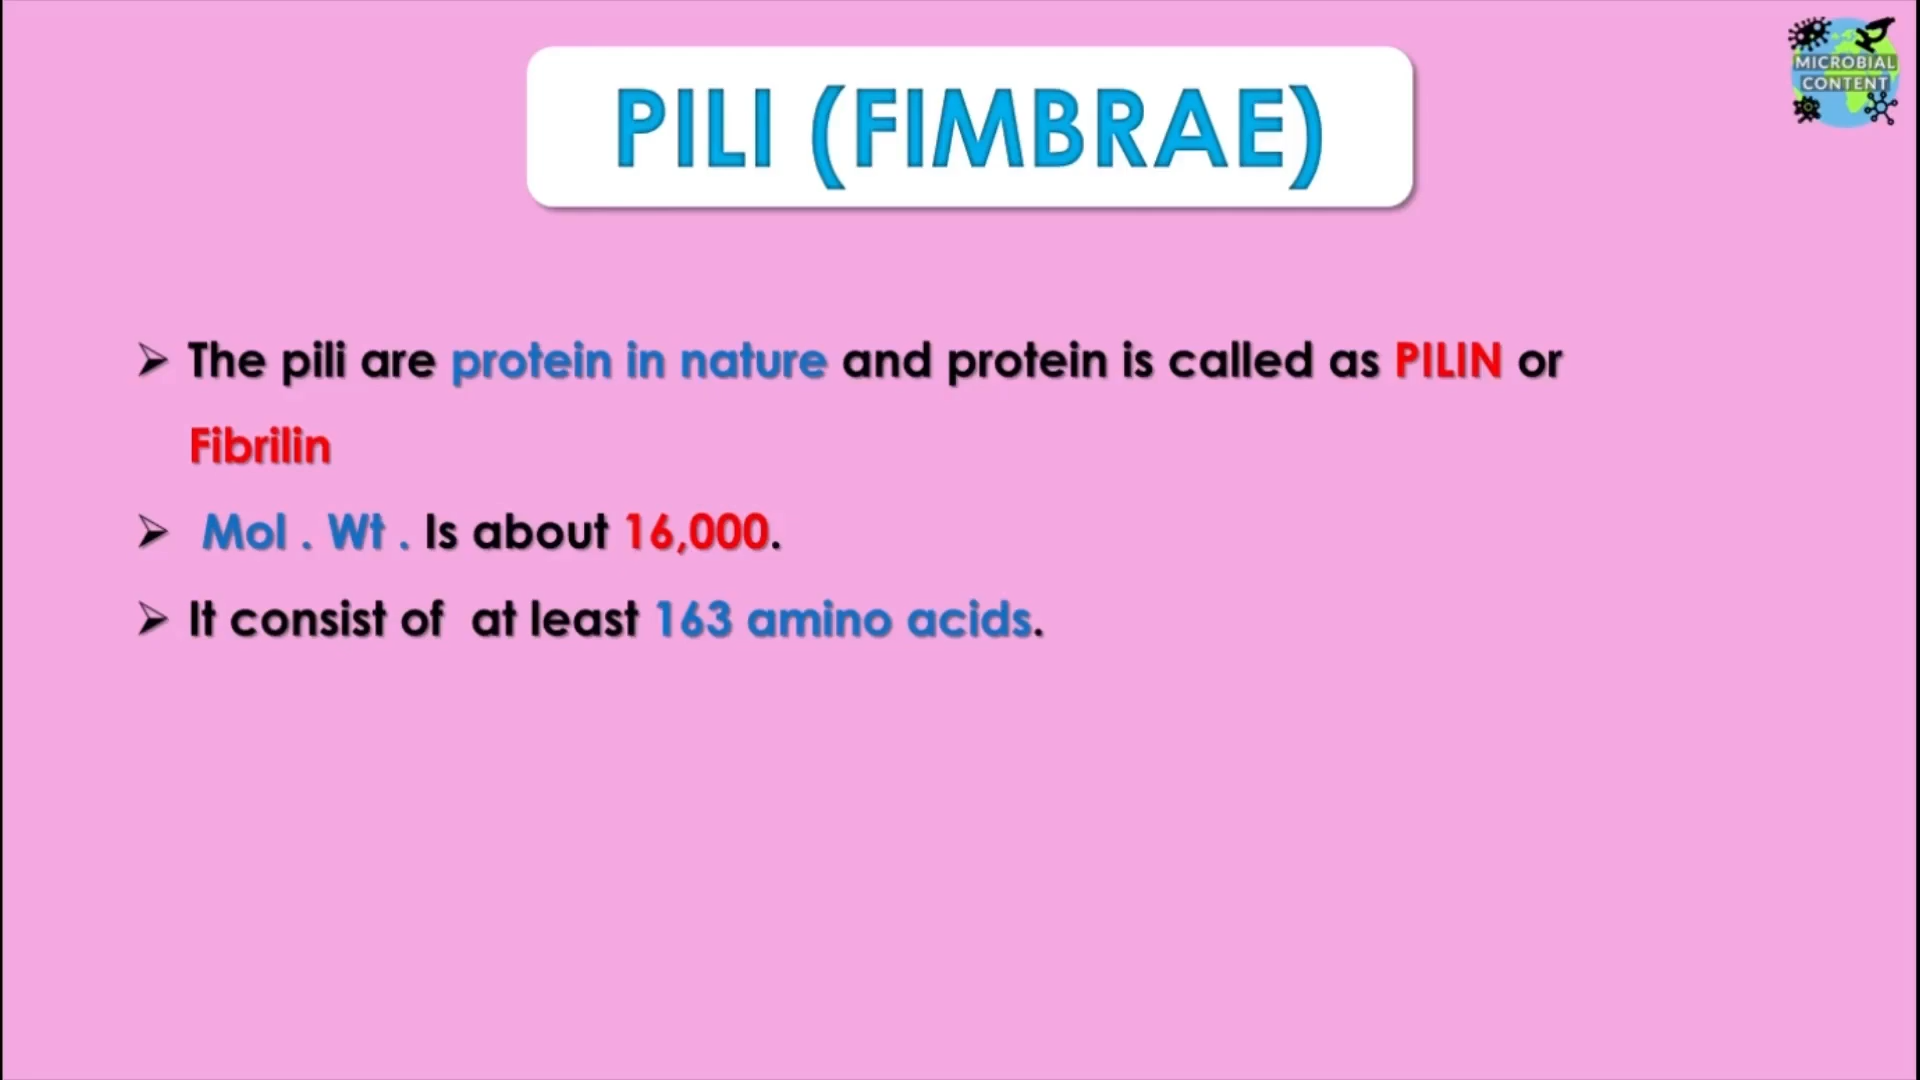 MICROBIAL
CONTENT
PILI (FIMBRAE)
➢ The pili are protein in nature and protein is called as PILIN or
Fibrilin
➢ Mol . Wt . Is about 16,000.
➢ It consist of at least 163 amino acids.